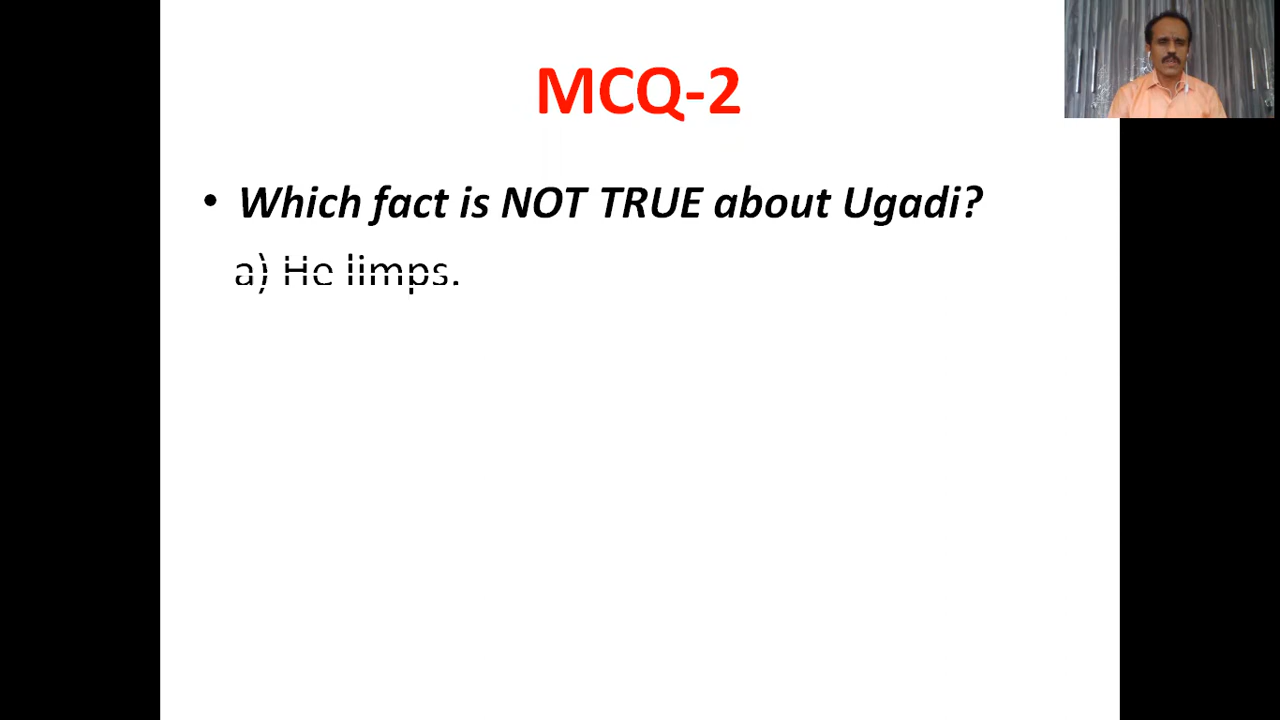 MCQ-2
• Which fact is NOT TRUE about Ugadi?
a) He limps.